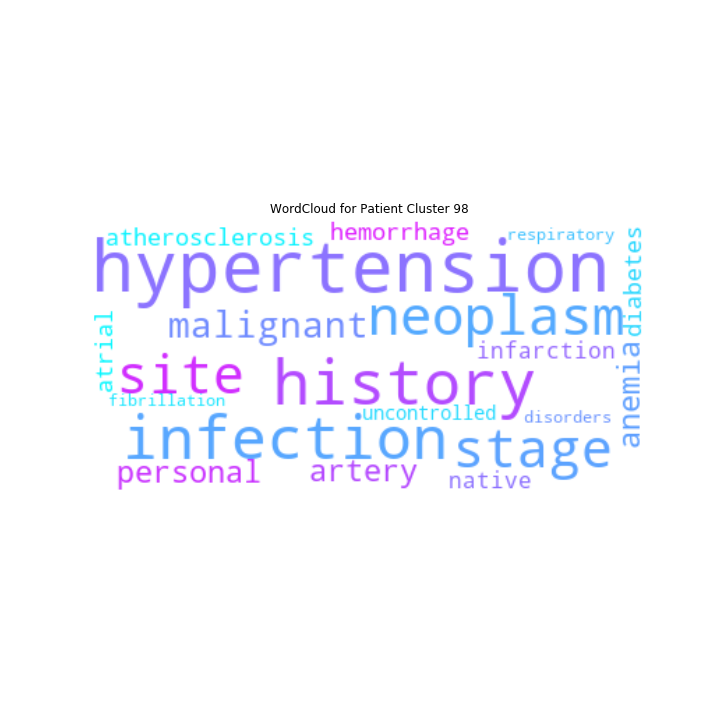 WordCloud for Patient Cluster 98
atherosclerosis
hemorrhage
respiratory
hypertension
diabetes
neoplasm
malignant
atrial
infarction
site
history
anemia
fibrillation
uncontrolled
disorders
infection
stage
personal
artery
native